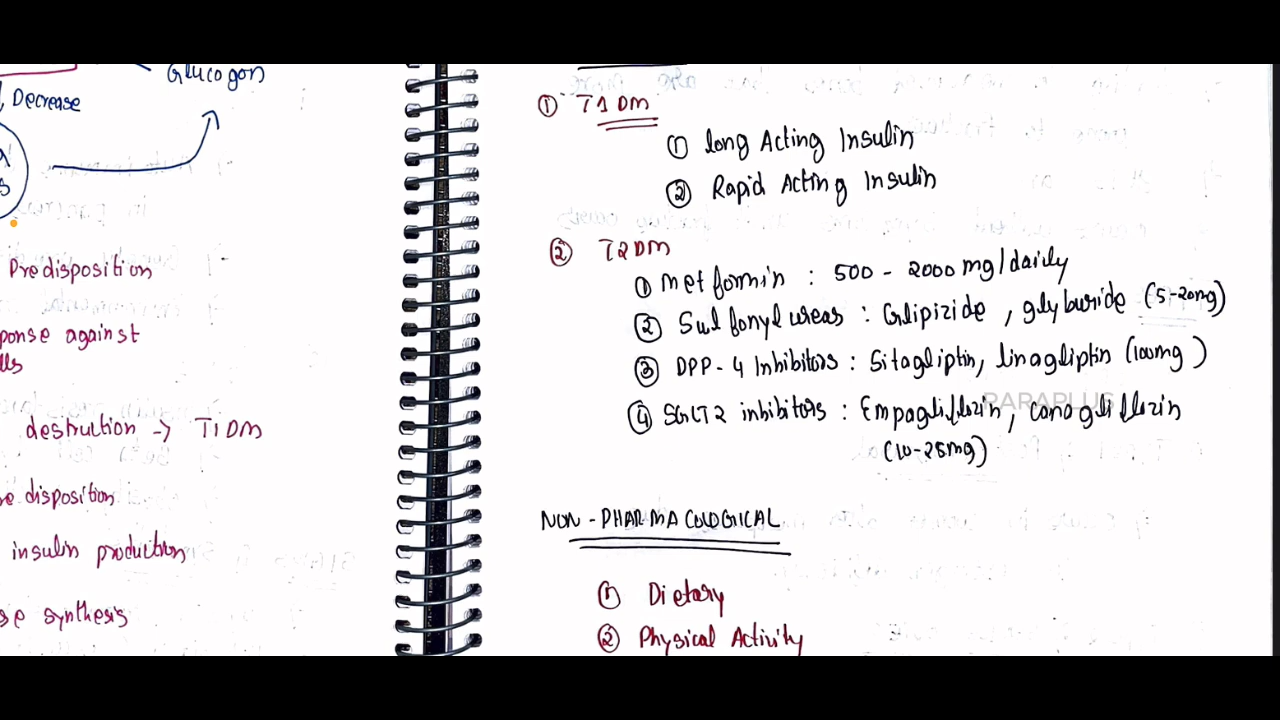 Glucogon
Decrease
Predisposition
ponse against
lls
destruction -> T1DM
e disposition
insulin production
se synthesis
① T1DM
① long Acting Insulin
② Rapid Acting Insulin
② T2DM
① Metformin : 500 - 2000 mg/daily
② Sulfonylureas : Glipizide, glyburide (5-20mg)
③ DPP-4 Inhibitors : Sitagliptin, linagliptin (100mg)
④ SGLT2 inhibitors : Empagliflozin, canagliflozin
(10-25mg)
PARAPLUS
NON-PHARMACOLOGICAL
① Dietary
② Physical Activity